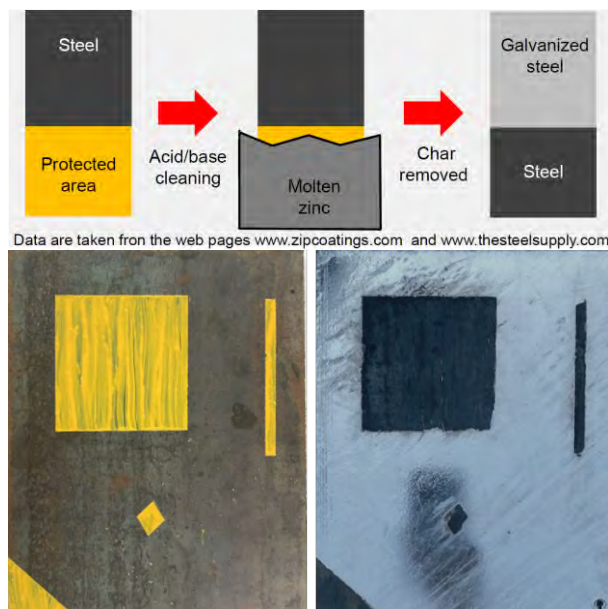 Steel
Protected
area
Acid/base
cleaning
Molten
zinc
Char
removed
Galvanized
steel
Steel
Data are taken fron the web pages www.zipcoatings.com and www.thesteelsupply.com